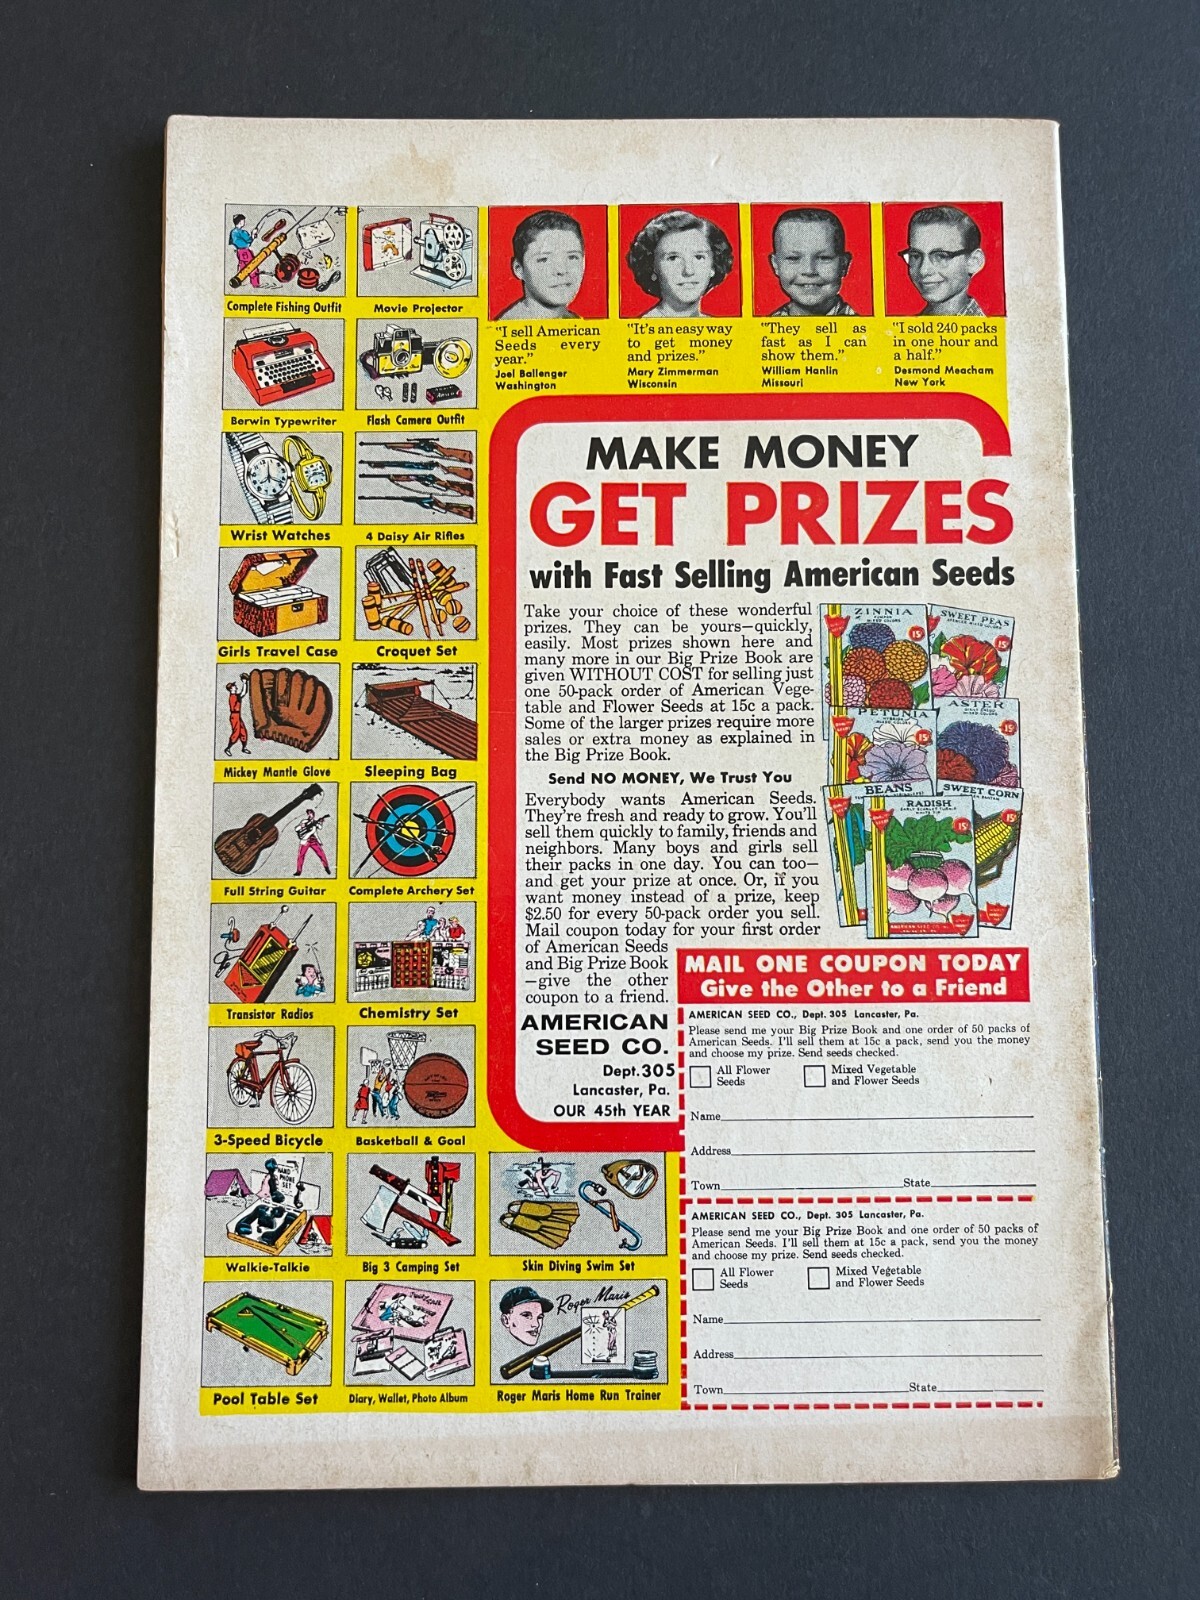 Complete Fishing Outfit
Movie Projector
Berwin Typewriter
Flash Camera Outfit
Wrist Watches
4 Daisy Air Rifles
Girls Travel Case
Croquet Set
Mickey Mantle Glove
Sleeping Bag
Full String Guitar
Complete Archery Set
Transistor Radios
Chemistry Set
3-Speed Bicycle
Basketball & Goal
Walkie-Talkie
Big 3 Camping Set
Skin Diving Swim Set
Pool Table Set
Diary, Wallet, Photo Album
Roger Maris
Roger Maris Home Run Trainer
"I sell American
Seeds every
year."
Joel Ballenger
Washington
"It's an easy way
to get money
and prizes."
Mary Zimmerman
Wisconsin
"They sell as
fast as I can
show them."
William Hanlin
Missouri
"I sold 240 packs
in one hour and
a half."
Desmond Meacham
New York
MAKE MONEY
GET PRIZES
with Fast Selling American Seeds
Take your choice of these wonderful
prizes. They can be yours—quickly,
easily. Most prizes shown here and
many more in our Big Prize Book are
given WITHOUT COST for selling just
one 50-pack order of American Vege-
table and Flower Seeds at 15c a pack.
Some of the larger prizes require more
sales or extra money as explained in
the Big Prize Book.
Send NO MONEY, We Trust You
Everybody wants American Seeds.
They're fresh and ready to grow. You'll
sell them quickly to family, friends and
neighbors. Many boys and girls sell
their packs in one day. You can too—
and get your prize at once. Or, if you
want money instead of a prize, keep
$2.50 for every 50-pack order you sell.
Mail coupon today for your first order
of American Seeds
and Big Prize Book
—give the other
coupon to a friend.
AMERICAN
SEED CO.
Dept. 305
Lancaster, Pa.
OUR 45th YEAR
ZINNIA
15¢
SWEET PEAS
15¢
PETUNIA
15¢
ASTER
15¢
BEANS
SWEET CORN
15¢
RADISH
15¢
MAIL ONE COUPON TODAY
Give the Other to a Friend
AMERICAN SEED CO., Dept. 305 Lancaster, Pa.
Please send me your Big Prize Book and one order of 50 packs of
American Seeds. I'll sell them at 15c a pack, send you the money
and choose my prize. Send seeds checked.
All Flower
Seeds
Mixed Vegetable
and Flower Seeds
Name
Address
Town State
AMERICAN SEED CO., Dept. 305 Lancaster, Pa.
Please send me your Big Prize Book and one order of 50 packs of
American Seeds. I'll sell them at 15c a pack, send you the money
and choose my prize. Send seeds checked.
All Flower
Seeds
Mixed Vegetable
and Flower Seeds
Name
Address
Town State